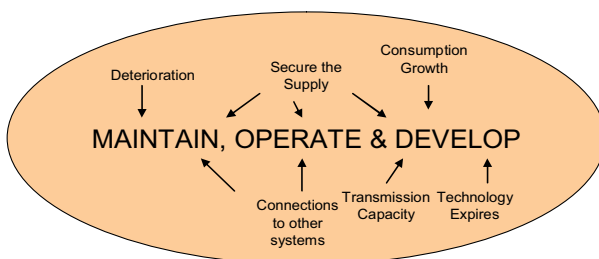 Consumption
Growth
Secure the
Supply
Deterioration
MAINTAIN, OPERATE & DEVELOP
Connections
to other
systems
Transmission
Capacity
Technology
Expires